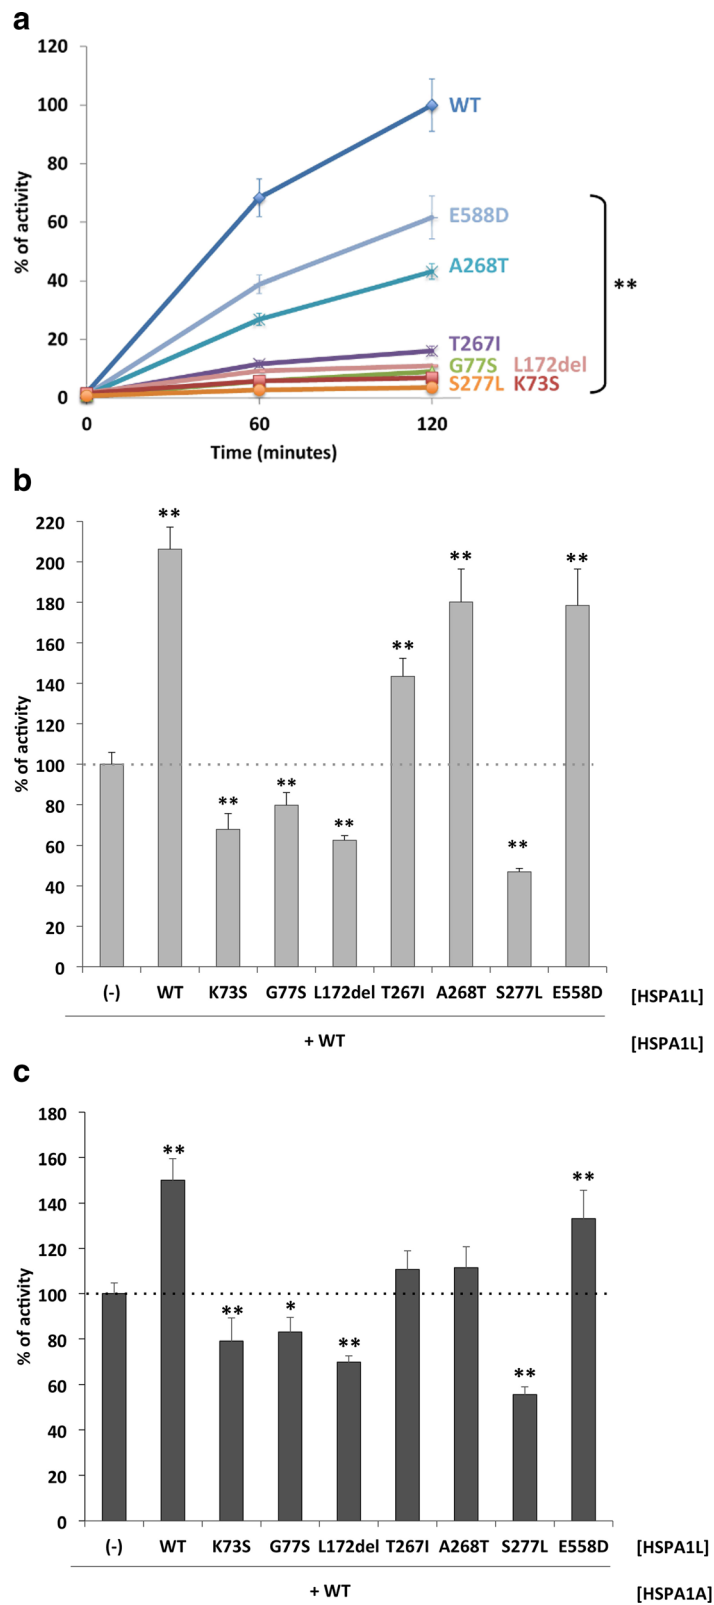 a
120
100
80
60
40
20
0
% of activity
WT
E588D
A268T
T267I
G77S L172del
S277L K73S
**
0 60 120
Time (minutes)
b
220
200
180
160
140
120
100
80
60
40
20
0
% of activity
** ** ** ** ** ** ** **
(-) WT K73S G77S L172del T267I A268T S277L E558D [HSPA1L]
+ WT [HSPA1L]
c
180
160
140
120
100
80
60
40
20
0
% of activity
** ** * ** ** **
(-) WT K73S G77S L172del T267I A268T S277L E558D [HSPA1L]
+ WT [HSPA1A]